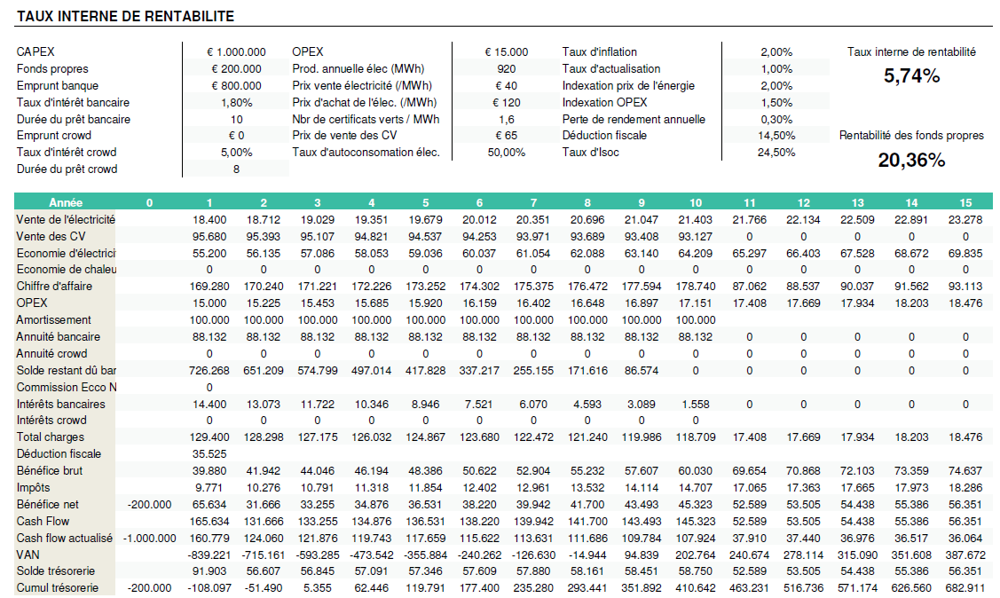 TAUX INTERNE DE RENTABILITE
CAPEX € 1.000.000 OPEX € 15.000 Taux d'inflation 2,00% Taux interne de rentabilité
Fonds propres € 200.000 Prod. annuelle élec (MWh) 920 Taux d'actualisation 1,00% 5,74%
Emprunt banque € 800.000 Prix vente électricité (/MWh) € 40 Indexation prix de l'énergie 2,00%
Taux d'intérêt bancaire 1,80% Prix d'achat de l'élec. (/MWh) € 120 Indexation OPEX 1,50%
Durée du prêt bancaire 10 Nbr de certificats verts / MWh 1,6 Perte de rendement annuelle 0,30%
Emprunt crowd € 0 Prix de vente des CV € 65 Déduction fiscale 14,50% Rentabilité des fonds propres
Taux d'intérêt crowd 5,00% Taux d'autoconsomation élec. 50,00% Taux d'Isoc 24,50% 20,36%
Durée du prêt crowd 8
Année 0 1 2 3 4 5 6 7 8 9 10 11 12 13 14 15
Vente de l'électricité 18.400 18.712 19.029 19.351 19.679 20.012 20.351 20.696 21.047 21.403 21.766 22.134 22.509 22.891 23.278
Vente des CV 95.680 95.393 95.107 94.821 94.537 94.253 93.971 93.689 93.408 93.127 0 0 0 0 0
Economie d'électrici 55.200 56.135 57.086 58.053 59.036 60.037 61.054 62.088 63.140 64.209 65.297 66.403 67.528 68.672 69.835
Economie de chaleu 0 0 0 0 0 0 0 0 0 0 0 0 0 0 0
Chiffre d'affaire 169.280 170.240 171.221 172.226 173.252 174.302 175.375 176.472 177.594 178.740 87.062 88.537 90.037 91.562 93.113
OPEX 15.000 15.225 15.453 15.685 15.920 16.159 16.402 16.648 16.897 17.151 17.408 17.669 17.934 18.203 18.476
Amortissement 100.000 100.000 100.000 100.000 100.000 100.000 100.000 100.000 100.000 100.000
Annuité bancaire 88.132 88.132 88.132 88.132 88.132 88.132 88.132 88.132 88.132 88.132 0 0 0 0 0
Annuité crowd 0 0 0 0 0 0 0 0 0 0 0 0 0 0 0
Solde restant dû bar 726.268 651.209 574.799 497.014 417.828 337.217 255.155 171.616 86.574 0 0 0 0 0 0
Commission Ecco N 0
Intérêts bancaires 14.400 13.073 11.722 10.346 8.946 7.521 6.070 4.593 3.089 1.558 0 0 0 0 0
Intérêts crowd 0 0 0 0 0 0 0 0 0 0
Total charges 129.400 128.298 127.175 126.032 124.867 123.680 122.472 121.240 119.986 118.709 17.408 17.669 17.934 18.203 18.476
Déduction fiscale 35.525
Bénéfice brut 39.880 41.942 44.046 46.194 48.386 50.622 52.904 55.232 57.607 60.030 69.654 70.868 72.103 73.359 74.637
Impôts 9.771 10.276 10.791 11.318 11.854 12.402 12.961 13.532 14.114 14.707 17.065 17.363 17.665 17.973 18.286
Bénéfice net -200.000 65.634 31.666 33.255 34.876 36.531 38.220 39.942 41.700 43.493 45.323 52.589 53.505 54.438 55.386 56.351
Cash Flow 165.634 131.666 133.255 134.876 136.531 138.220 139.942 141.700 143.493 145.323 52.589 53.505 54.438 55.386 56.351
Cash flow actualisé -1.000.000 160.779 124.060 121.876 119.743 117.659 115.622 113.631 111.686 109.784 107.924 37.910 37.440 36.976 36.517 36.064
VAN -839.221 -715.161 -593.285 -473.542 -355.884 -240.262 -126.630 -14.944 94.839 202.764 240.674 278.114 315.090 351.608 387.672
Solde trésorerie 91.903 56.607 56.845 57.091 57.346 57.609 57.880 58.161 58.451 58.750 52.589 53.505 54.438 55.386 56.351
Cumul trésorerie -200.000 -108.097 -51.490 5.355 62.446 119.791 177.400 235.280 293.441 351.892 410.642 463.231 516.736 571.174 626.560 682.911